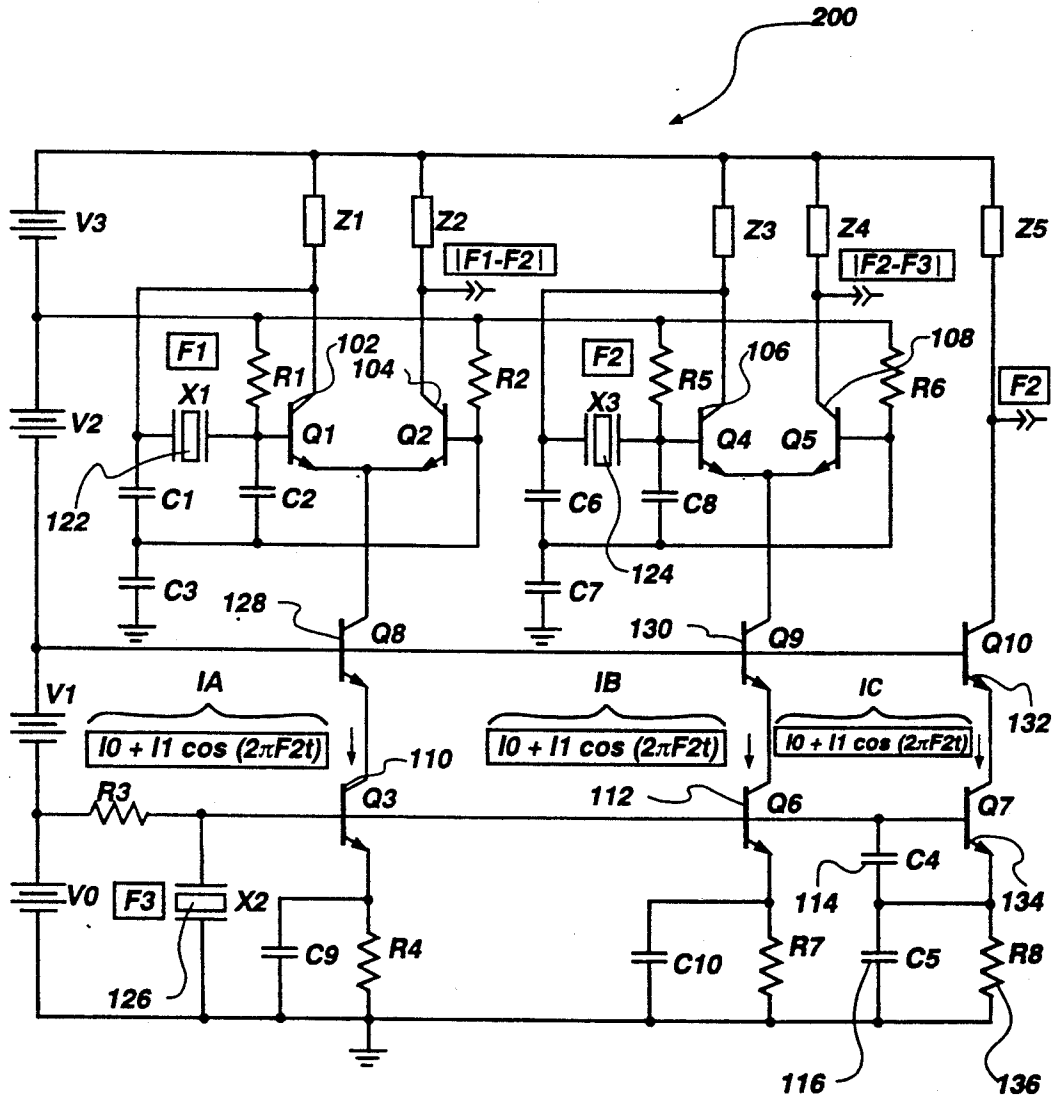 200
V3
Z1
Z2
Z3
Z4
Z5
|F1-F2|
|F2-F3|
F1
102
F2
106
108
R1
104
R2
R5
R6
F2
X1
X3
V2
Q1
Q2
Q4
Q5
122
C1
C2
C6
C8
C3
124
C7
128
Q8
130
Q9
Q10
V1
IA
IB
IC
132
I0 + I1 cos (2πF2t)
I0 + I1 cos (2πF2t)
I0 + I1 cos (2πF2t)
110
R3
Q3
112
Q6
Q7
C4
V0
F3
X2
114
134
C9
R4
C10
R7
C5
R8
126
116
136